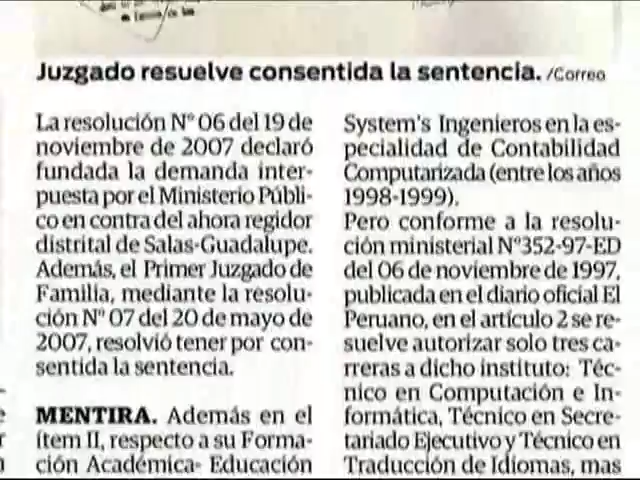 Juzgado resuelve consentida la sentencia. /Correo
La resolución N° 06 del 19 de
noviembre de 2007 declaró
fundada la demanda inter-
puesta por el Ministerio Públi-
co en contra del ahora regidor
distrital de Salas-Guadalupe.
Además, el Primer Juzgado de
Familia, mediante la resolu-
ción N° 07 del 20 de mayo de
2007, resolvió tener por con-
sentida la sentencia.
MENTIRA. Además en el
ítem II, respecto a su Forma-
ción Académica- Educación
System's Ingenieros en la es-
pecialidad de Contabilidad
Computarizada (entre los años
1998-1999).
Pero conforme a la resolu-
ción ministerial N°352-97-ED
del 06 de noviembre de 1997,
publicada en el diario oficial El
Peruano, en el artículo 2 se re-
suelve autorizar solo tres ca-
rreras a dicho instituto: Téc-
nico en Computación e In-
formática, Técnico en Secre-
tariado Ejecutivo y Técnico en
Traducción de Idiomas, mas